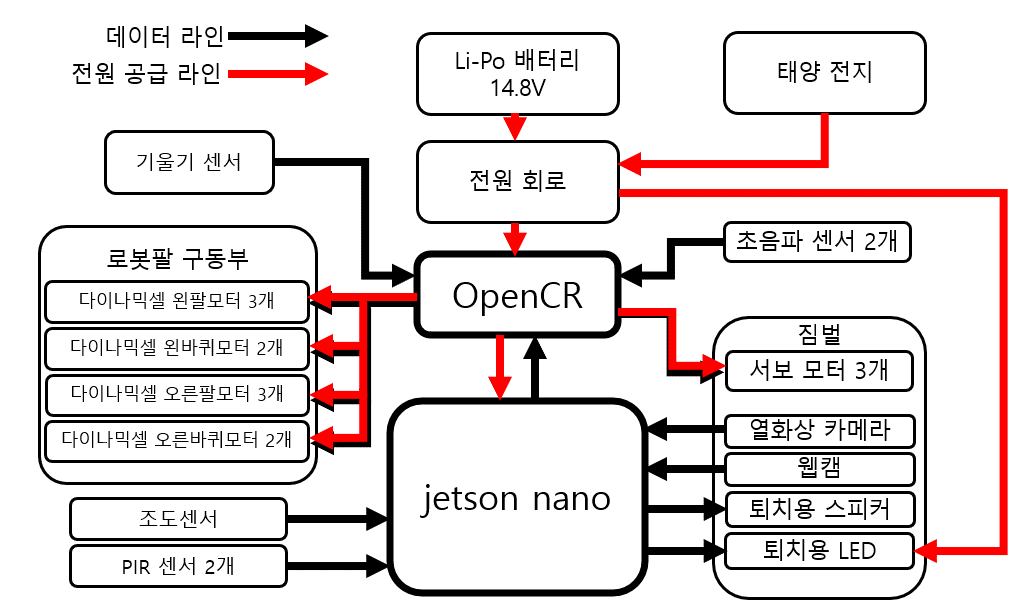 데이터 라인
전원 공급 라인
Li-Po 배터리
14.8V
태양 전지
기울기 센서
전원 회로
초음파 센서 2개
로봇팔 구동부
OpenCR
다이나믹셀 왼팔모터 3개
다이나믹셀 왼바퀴모터 2개
다이나믹셀 오른팔모터 3개
다이나믹셀 오른바퀴모터 2개
짐벌
서보 모터 3개
열화상 카메라
웹캠
jetson nano
퇴치용 스피커
퇴치용 LED
조도센서
PIR 센서 2개